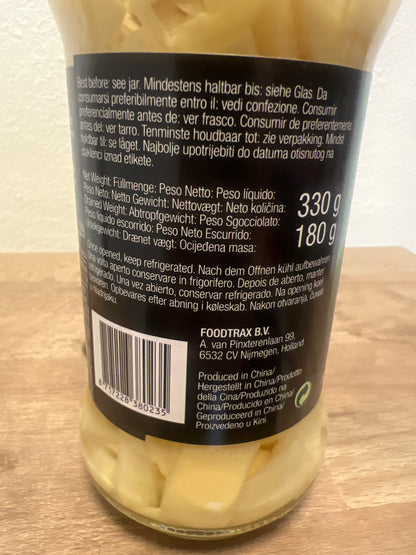 Best before: see jar. Mindestens haltbar bis: siehe Glas. Da
consumarsi preferibilmente entro il: vedi confezione. Consumir
preferencialmente antes de: ver frasco. Consumir de preferentemente
antes del: ver tarro. Tenminste houdbaar tot: zie verpakking. Mindst
holdbar til: se låget. Najbolje upotrijebiti do datuma otisnutog na
stakl­enci iznad etikete.
Net Weight: Füllmenge: Peso Netto: Peso líquido:
Peso Neto: Netto Gewicht: Nettovægt: Neto količina: 330 g
Drained Weight: Abtropfgewicht: Peso Sgocciolato:
Peso líquido escorrido: Peso Neto Escurrido:
Uitlekgewicht: Drænet vægt: Ocijeđena masa: 180 g
Once opened, keep refrigerated. Nach dem Öffnen kühl aufbewahren.
Una volta aperto conservare in frigorifero. Depois de aberto, manter
refrigerado. Una vez abierto, conservar refrigerado. Na opening koel
bewaren. Opbevares efter åbning i køleskab. Nakon otvaranja, čuvati
u hladnjaku.
FOODTRAX B.V.
A. van Pinxterenlaan 99,
6532 CV Nijmegen, Holland
Produced in China/
Hergestellt in China/Prodotto
della Cina/Produzido na
China/Producido en China/
Geproduceerd in China/
Proizvedeno u Kini.
8717228380235